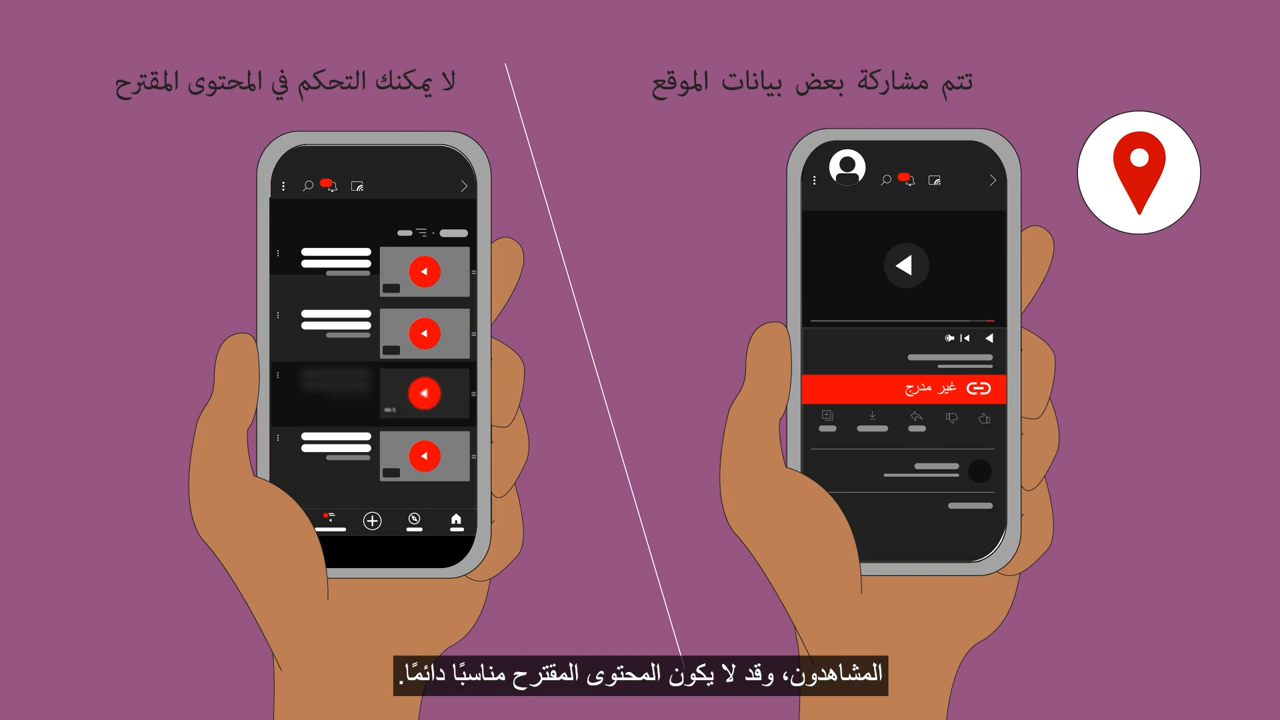 تتم مشاركة بعض بيانات الموقع
لا يمكنك التحكم في المحتوى المقترح
غير مدرج
المشاهدون، وقد لا يكون المحتوى المقترح مناسبًا دائمًا.